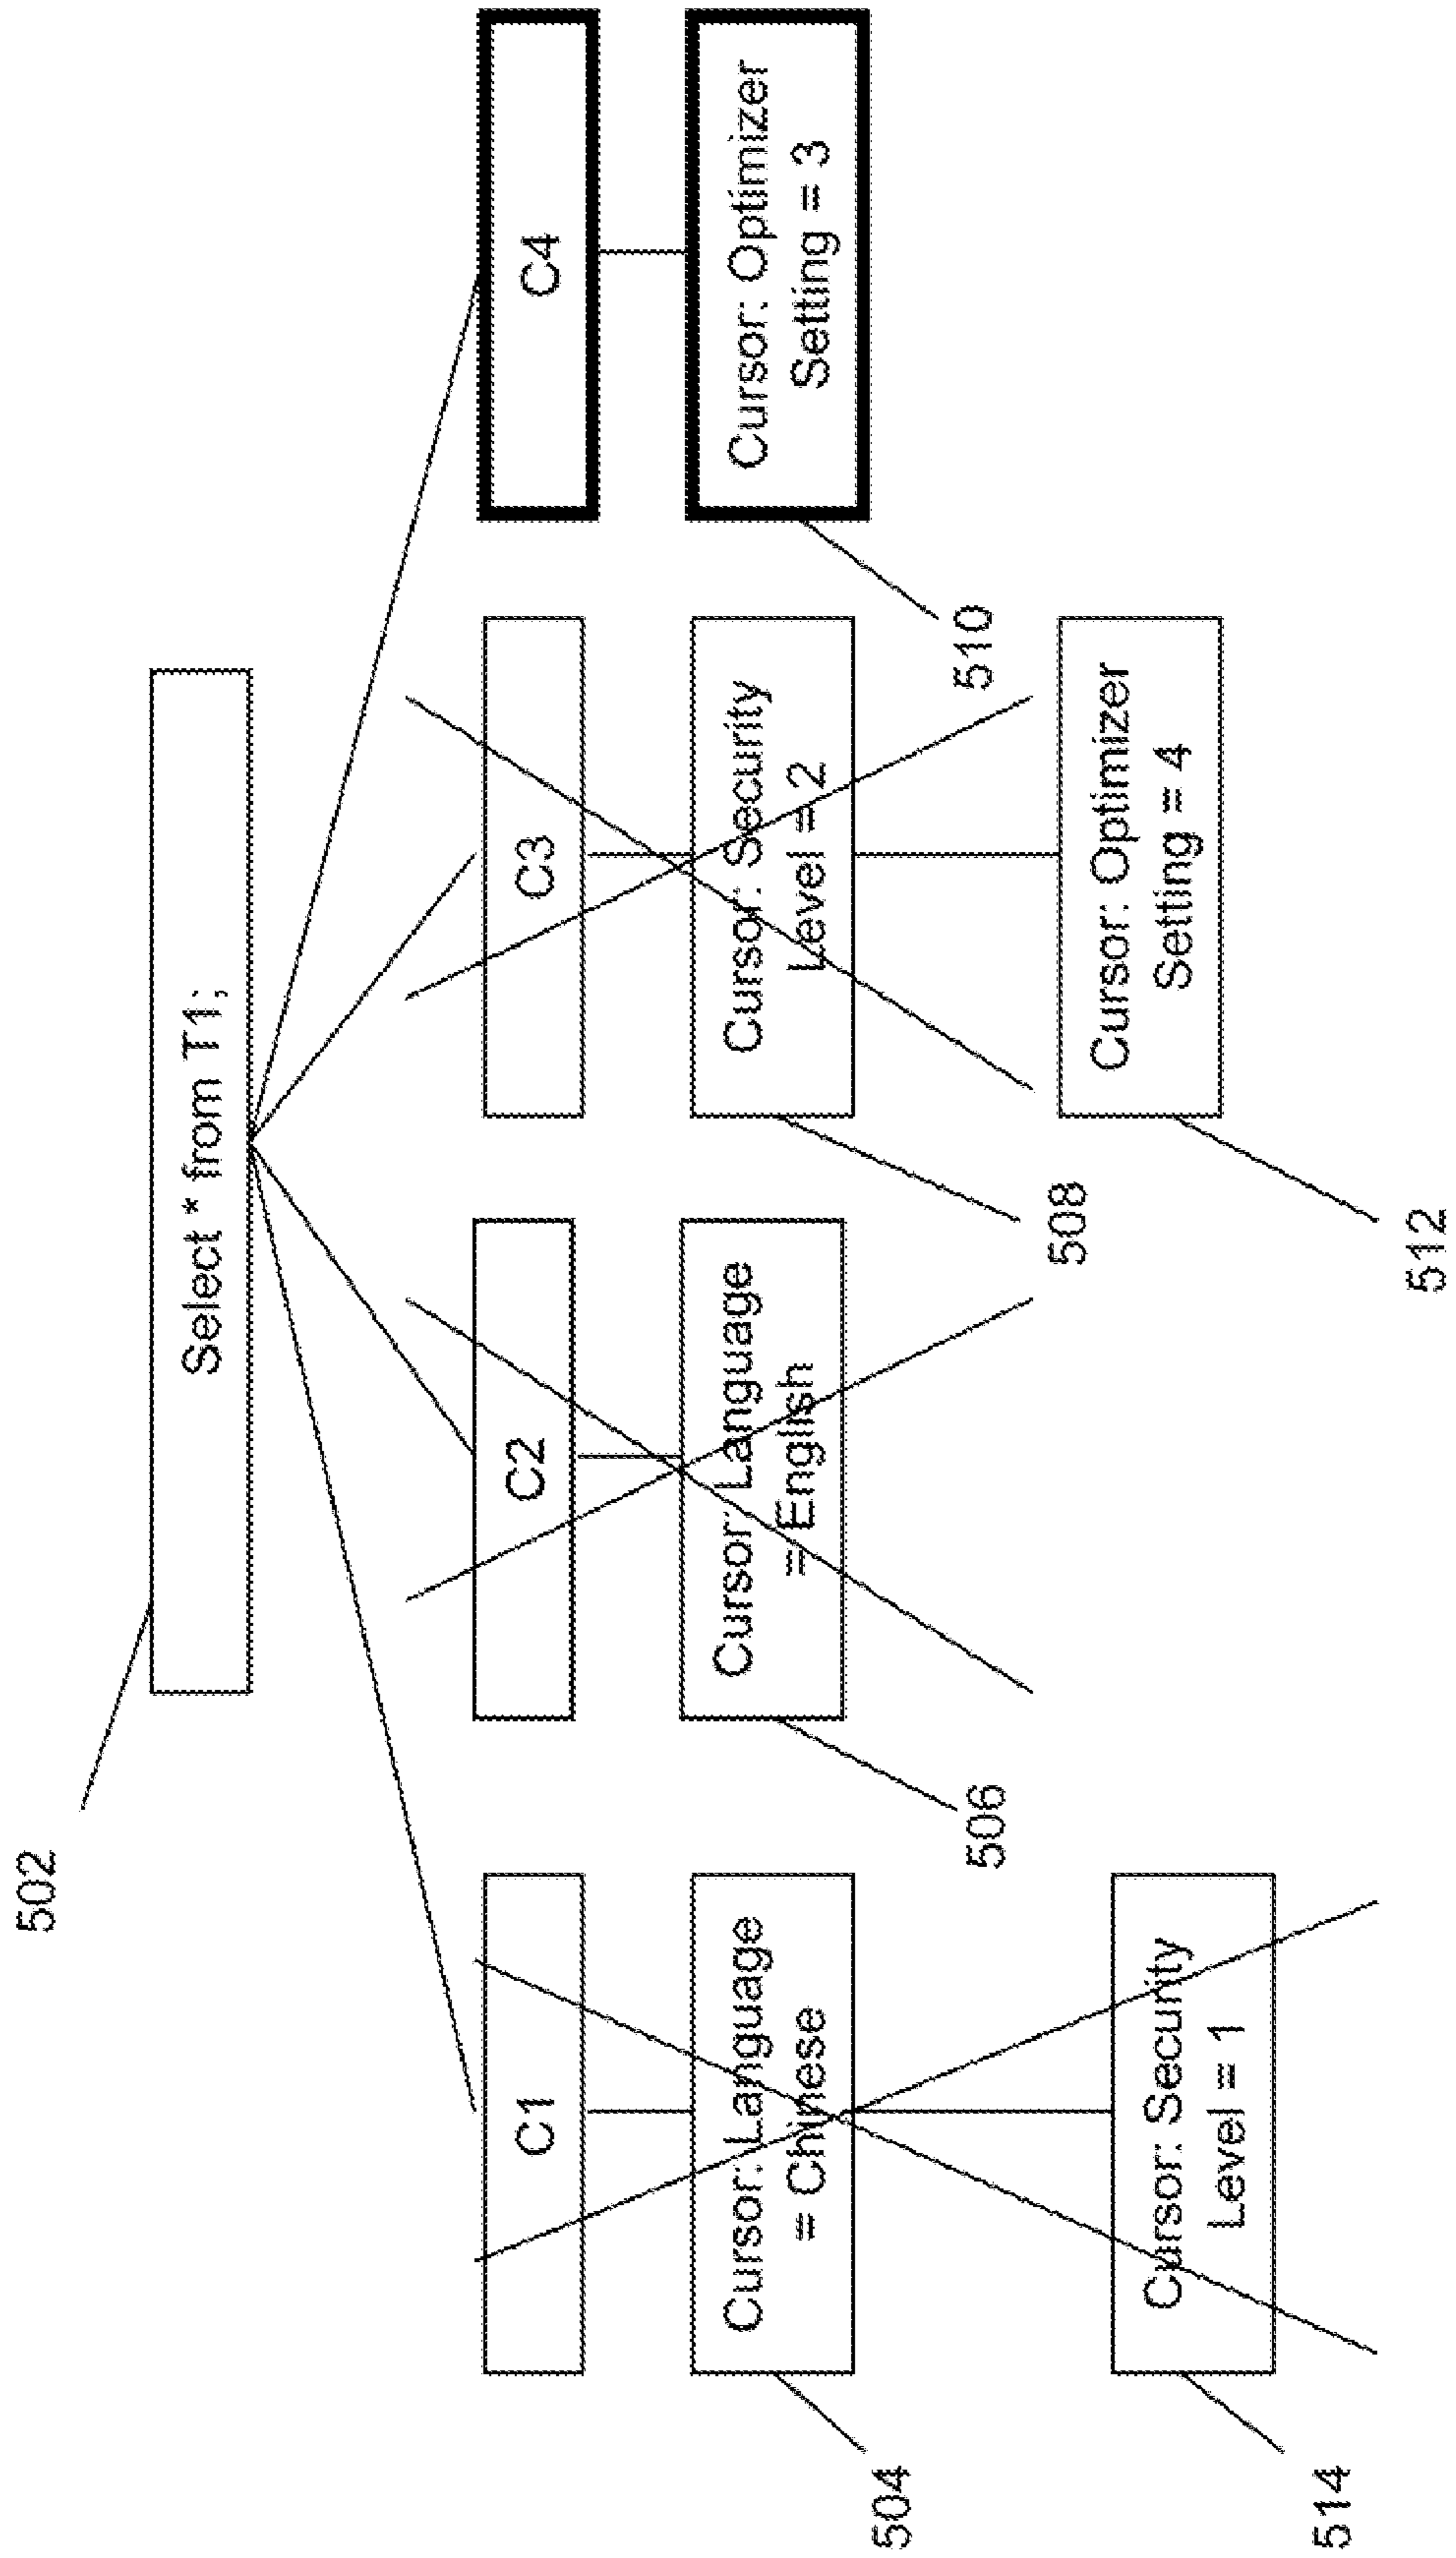 502
Select * from T1;
C1
C2
C3
C4
Cursor: Language
= Chinese
Cursor: Language
= English
Cursor: Security
Level = 2
Cursor: Optimizer
Setting = 3
504
506
508
510
Cursor: Security
Level = 1
Cursor: Optimizer
Setting = 4
514
512